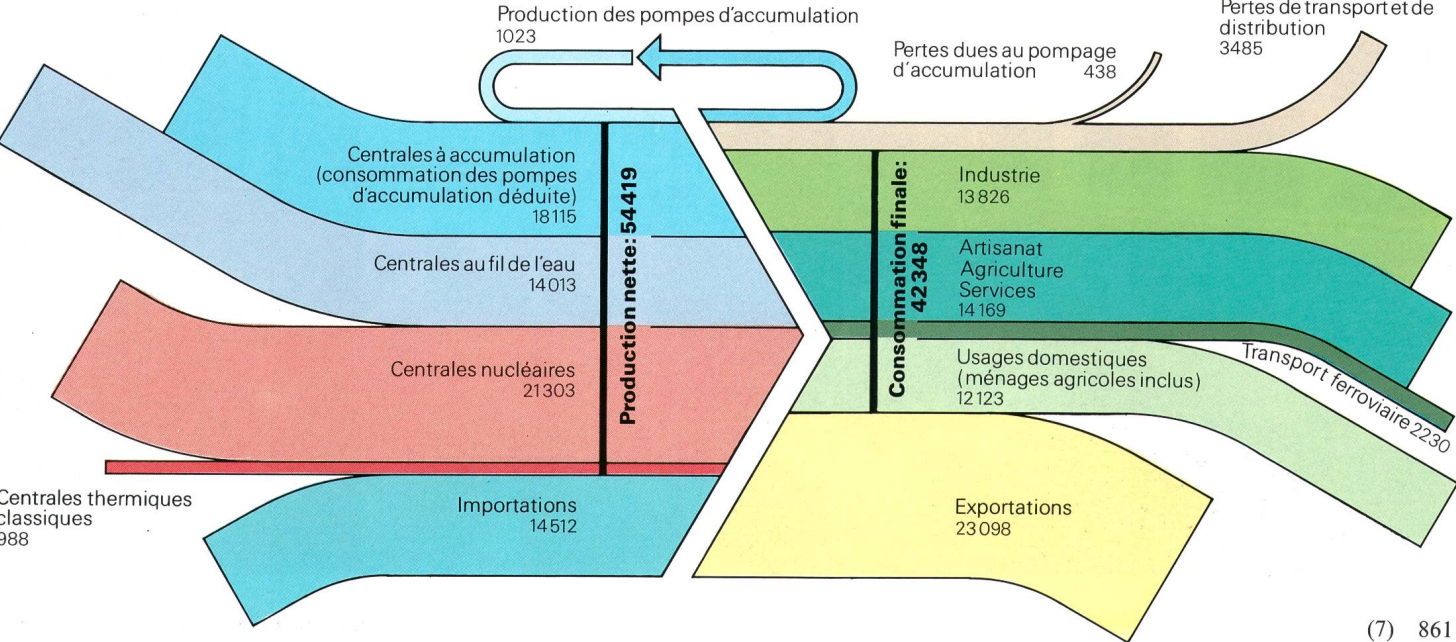 Production des pompes d'accumulation
1023
Pertes dues au pompage
d'accumulation 438
Pertes de transport et de
distribution
3485
Centrales à accumulation
(consommation des pompes
d'accumulation déduite)
18115
Centrales au fil de l'eau
14013
Centrales nucléaires
21303
Centrales thermiques
classiques
988
Importations
14512
Production nette: 54419
Consommation finale:
42348
Industrie
13826
Artisanat
Agriculture
Services
14169
Transport ferroviaire 2230
Usages domestiques
(ménages agricoles inclus)
12123
Exportations
23098
(7) 861